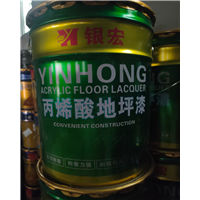 银宏
YINHONG
ACRYLIC FLOOR LACQUER
丙烯酸地坪漆
CONVENIENT CONSTRUCTION